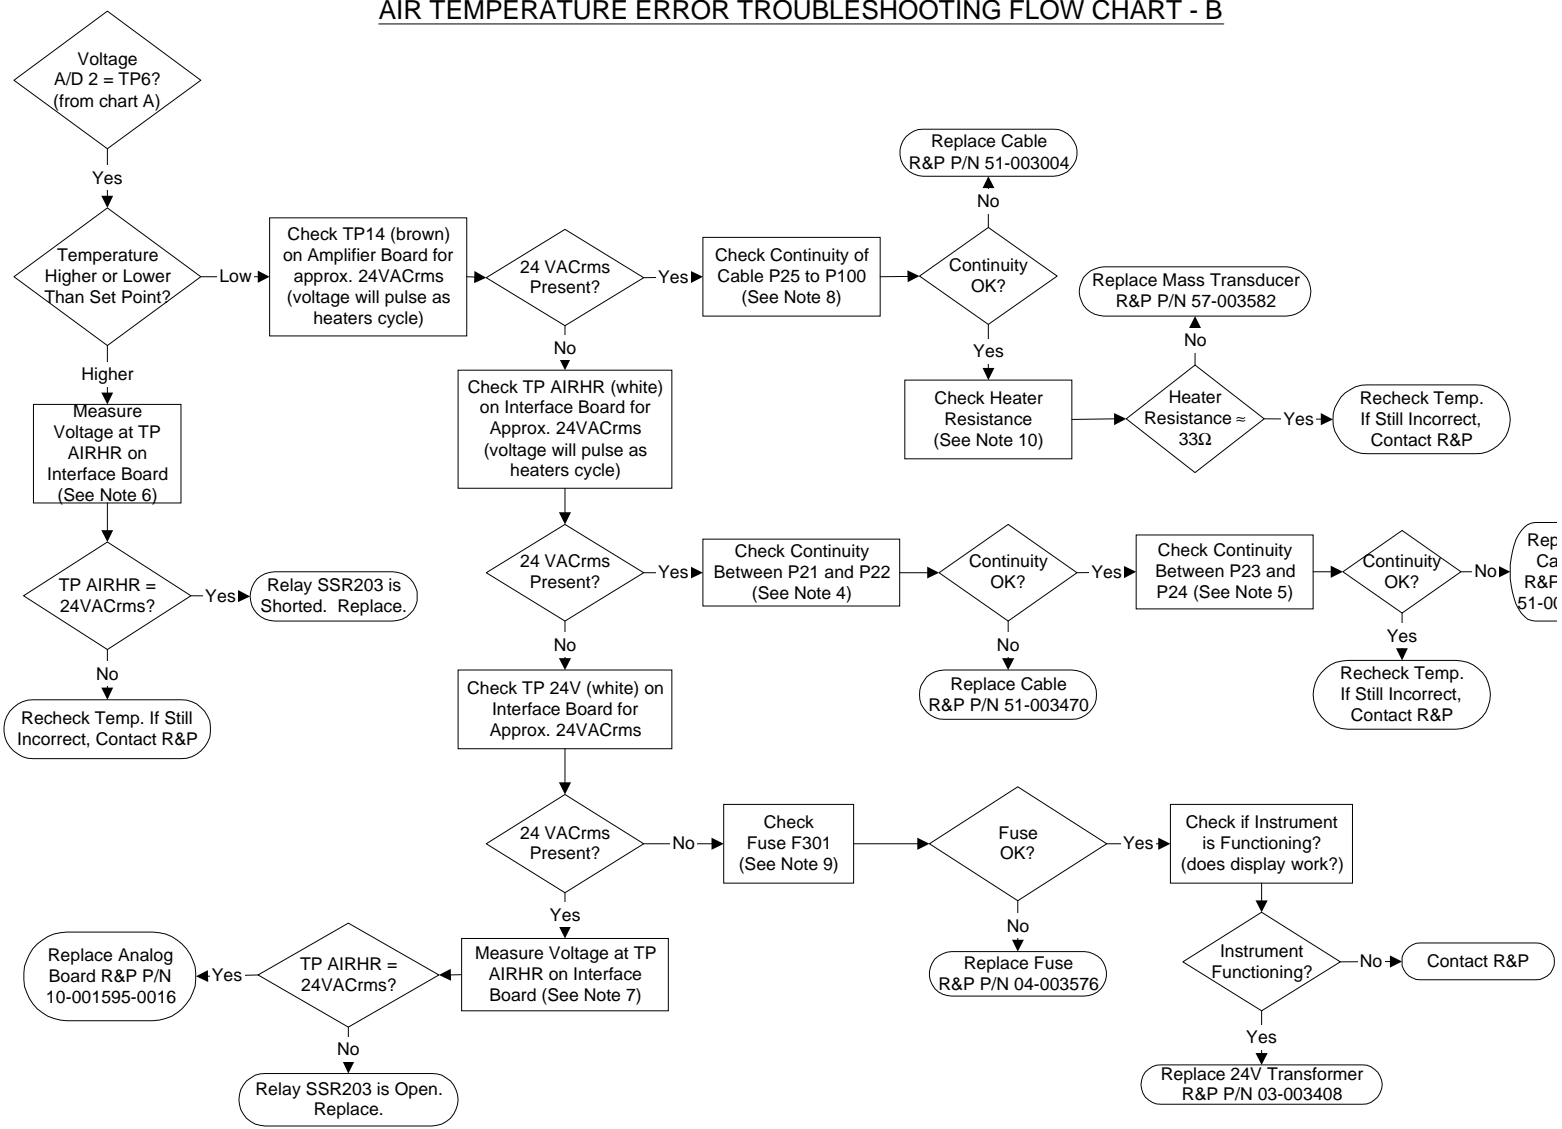 AIR TEMPERATURE ERROR TROUBLESHOOTING FLOW CHART - B
Voltage
A/D 2 = TP6?
(from chart A)
Yes
Temperature
Higher or Lower
Than Set Point?
Low
Check TP14 (brown)
on Amplifier Board for
approx. 24VACrms
(voltage will pulse as
heaters cycle)
24 VACrms
Present?
Yes
Check Continuity of
Cable P25 to P100
(See Note 8)
Continuity
OK?
No
Replace Cable
R&P P/N 51-003004
Yes
Check Heater
Resistance
(See Note 10)
Heater
Resistance ≈
33Ω
No
Replace Mass Transducer
R&P P/N 57-003582
Yes
Recheck Temp.
If Still Incorrect,
Contact R&P
Higher
Measure
Voltage at TP
AIRHR on
Interface Board
(See Note 6)
TP AIRHR =
24VACrms?
Yes
Relay SSR203 is
Shorted. Replace.
No
Recheck Temp. If Still
Incorrect, Contact R&P
No
Check TP AIRHR (white)
on Interface Board for
Approx. 24VACrms
(voltage will pulse as
heaters cycle)
24 VACrms
Present?
Yes
Check Continuity
Between P21 and P22
(See Note 4)
Continuity
OK?
Yes
Check Continuity
Between P23 and
P24 (See Note 5)
Continuity
OK?
No
R&P
Yes
Recheck Temp.
If Still Incorrect,
Contact R&P
No
Replace Cable
R&P P/N 51-003470
No
Check TP 24V (white) on
Interface Board for
Approx. 24VACrms
24 VACrms
Present?
No
Check
Fuse F301
(See Note 9)
Fuse
OK?
Yes
Check if Instrument
is Functioning?
(does display work?)
No
Replace Fuse
R&P P/N 04-003576
Instrument
Functioning?
No
Contact R&P
Yes
Replace 24V Transformer
R&P P/N 03-003408
Yes
Measure Voltage at TP
AIRHR on Interface
Board (See Note 7)
TP AIRHR =
24VACrms?
Yes
Replace Analog
Board R&P P/N
10-001595-0016
No
Relay SSR203 is Open.
Replace.